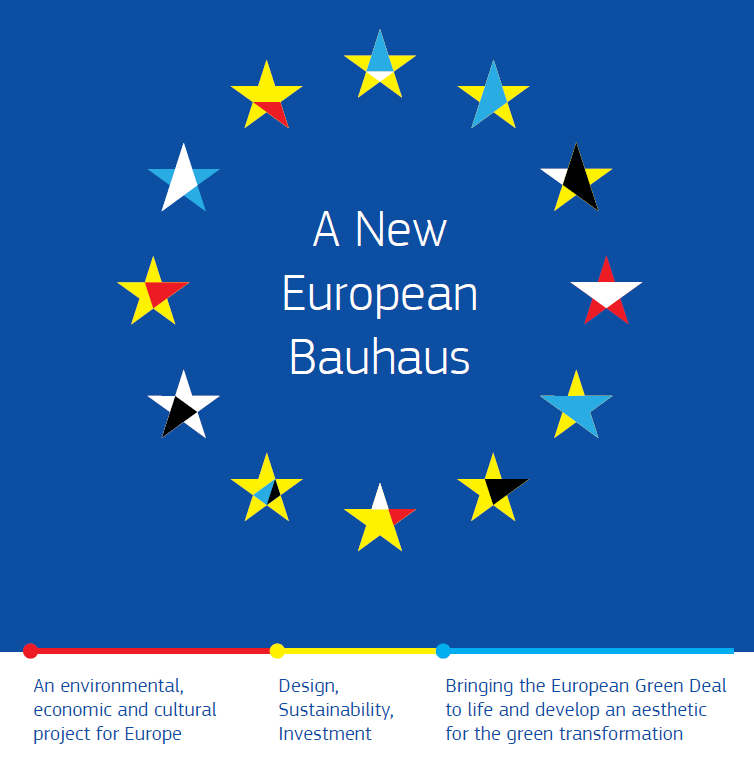 A New
European
Bauhaus
An environmental,
economic and cultural
project for Europe
Design,
Sustainability,
Investment
Bringing the European Green Deal
to life and develop an aesthetic
for the green transformation